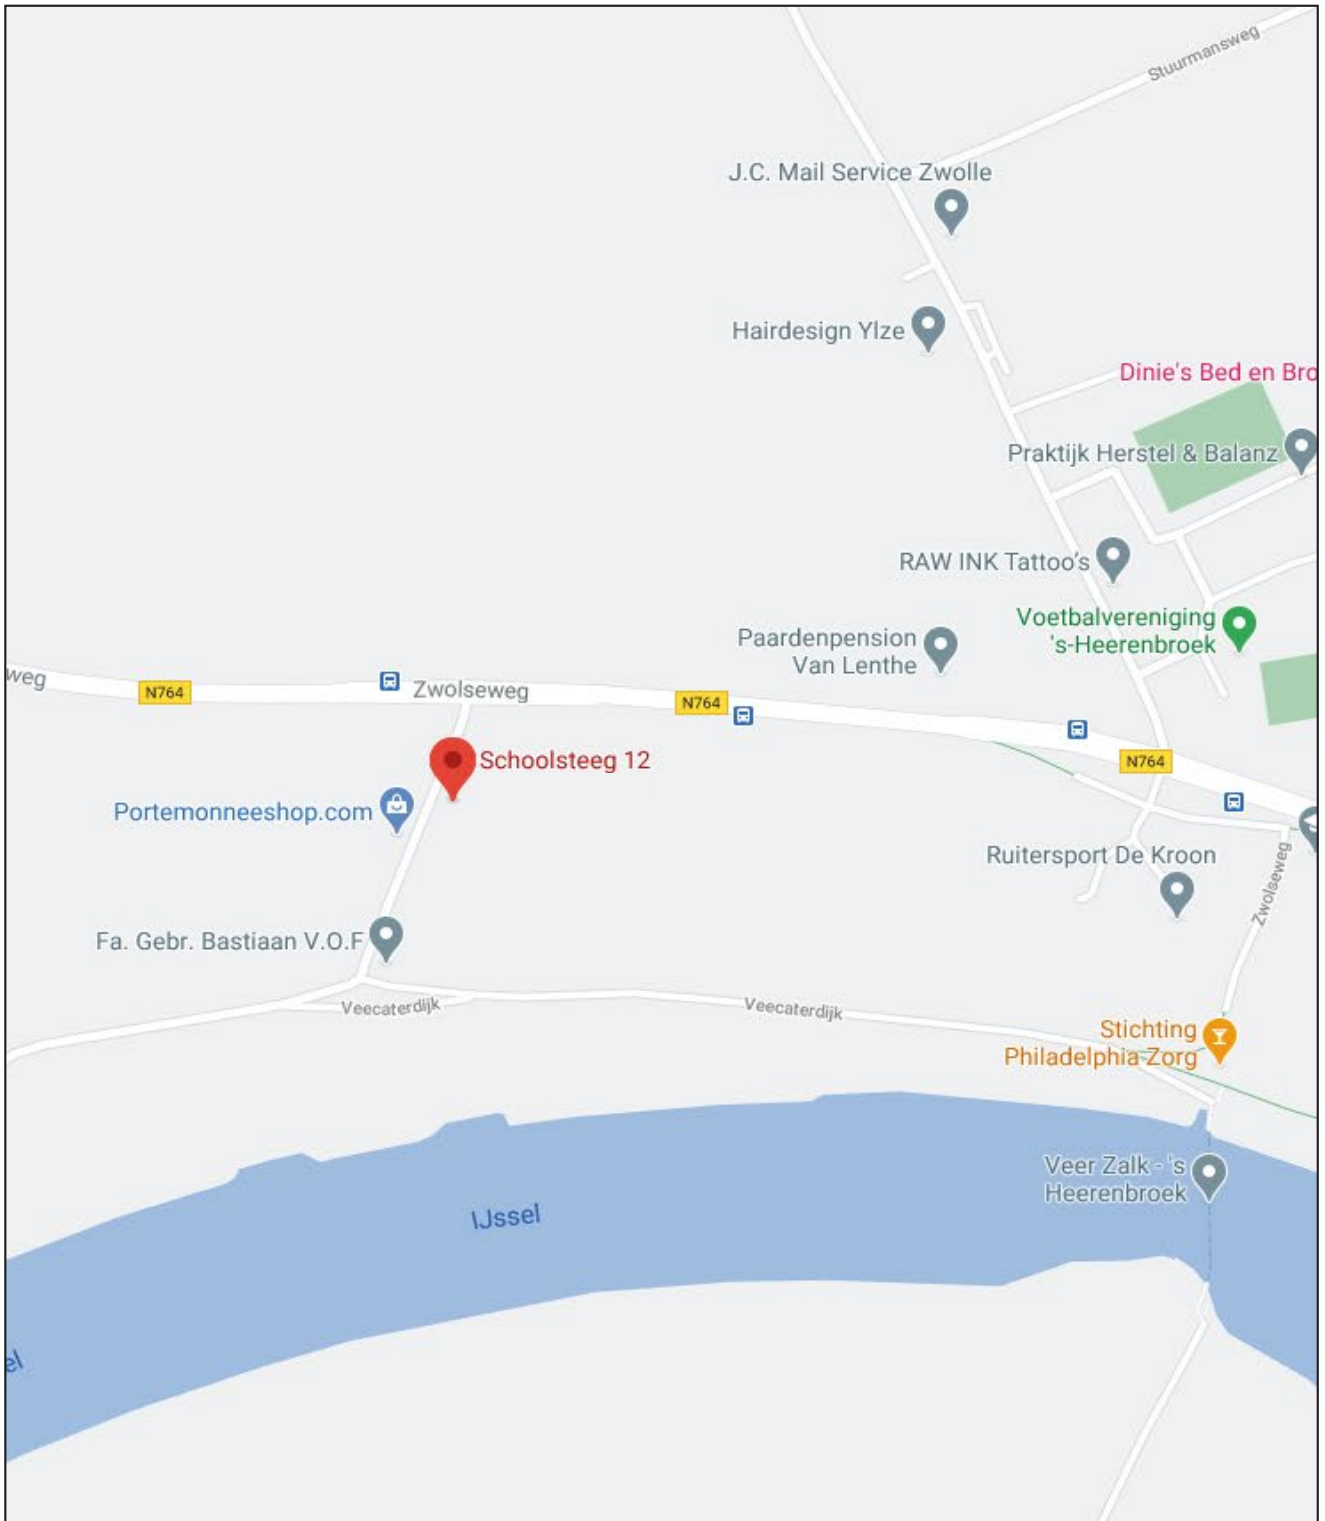 Stuurmansweg
J.C. Mail Service Zwolle
Hairdesign Ylze
Dinie's Bed en Bro
Praktijk Herstel & Balanz
RAW INK Tattoo's
Voetbalvereniging
's-Heerenbroek
Paardenpension
Van Lenthe
weg
N764
Zwolseweg
N764
N764
Schoolsteeg 12
Portemonneeshop.com
Ruitersport De Kroon
Zwolseweg
Fa. Gebr. Bastiaan V.O.F
Veecaterdijk
Veecaterdijk
Stichting
Philadelphia Zorg
Veer Zalk - 's
Heerenbroek
IJssel
el